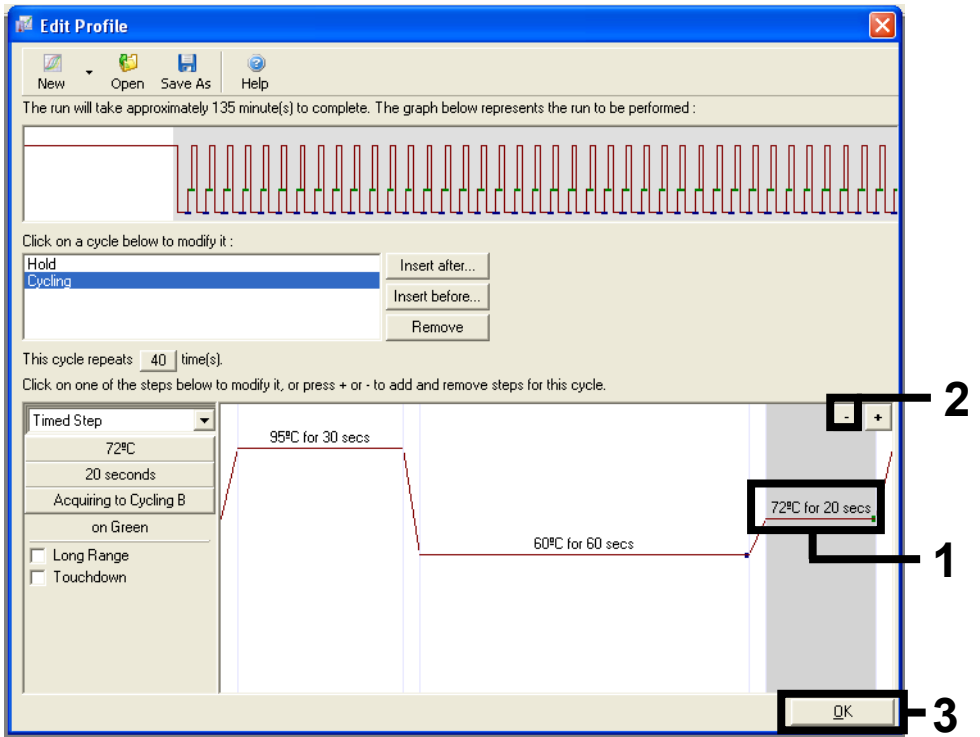 Edit Profile
New Open Save As Help
The run will take approximately 135 minute(s) to complete. The graph below represents the run to be performed :
Click on a cycle below to modify it :
Hold
Cycling
Insert after...
Insert before...
Remove
This cycle repeats 40 time(s).
Click on one of the steps below to modify it, or press + or - to add and remove steps for this cycle.
2
Timed Step
- +
72ºC
20 seconds
Acquiring to Cycling B
on Green
Long Range
Touchdown
95ºC for 30 secs
60ºC for 60 secs
72ºC for 20 secs
1
OK
3